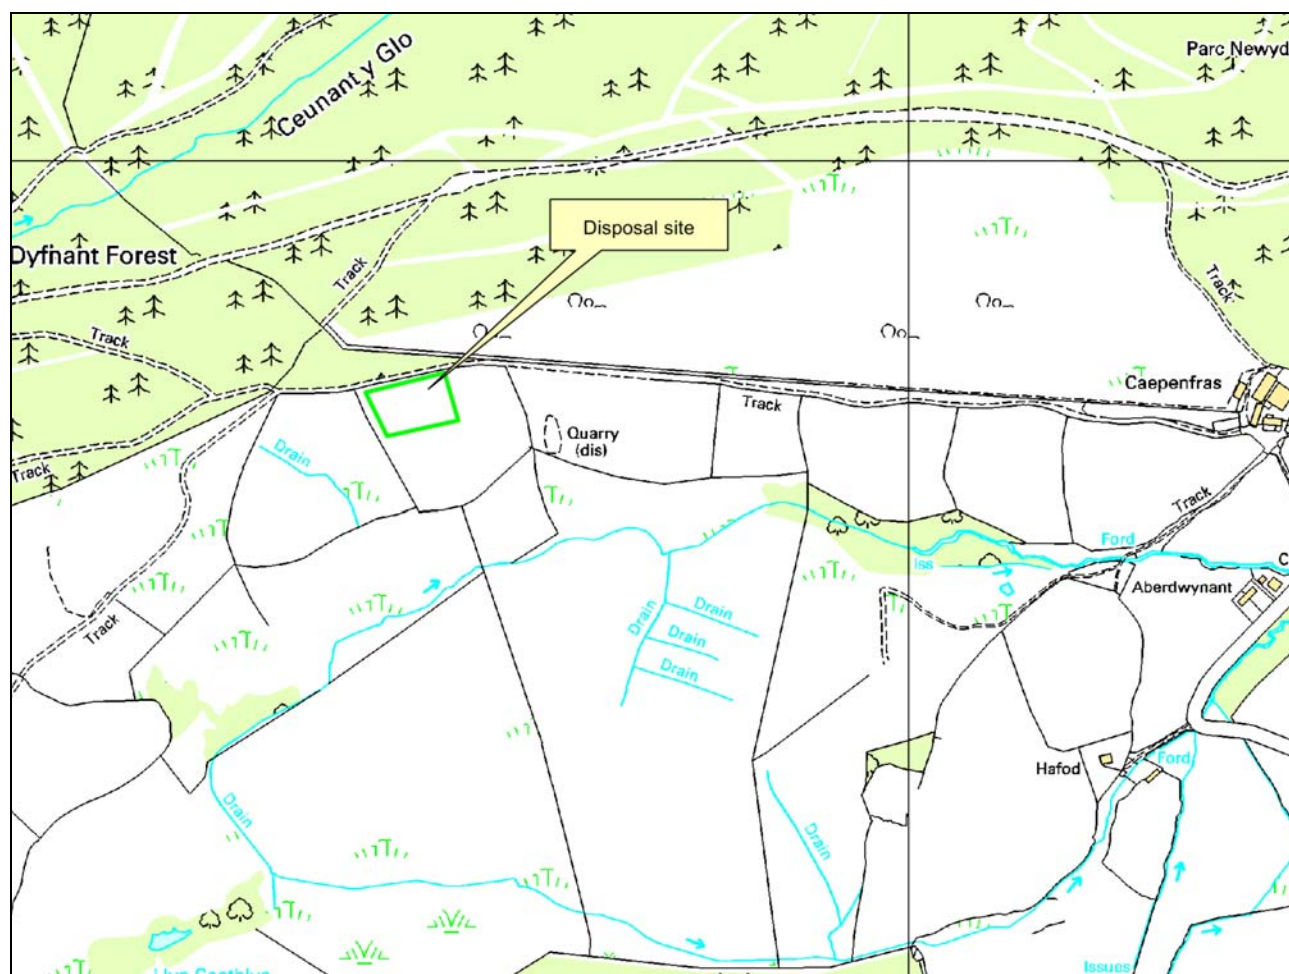 Ceunant y Glo
Parc Newyd
Disposal site
Dyfnant Forest
Track
Track
Track
Caepenfras
Track
Quarry
(dis)
Drain
Track
Track
Ford
Iss
Aberdwynant
Drain
Drain
Drain
Drain
Track
Hafod
Ford
Drain
Drain
Issues